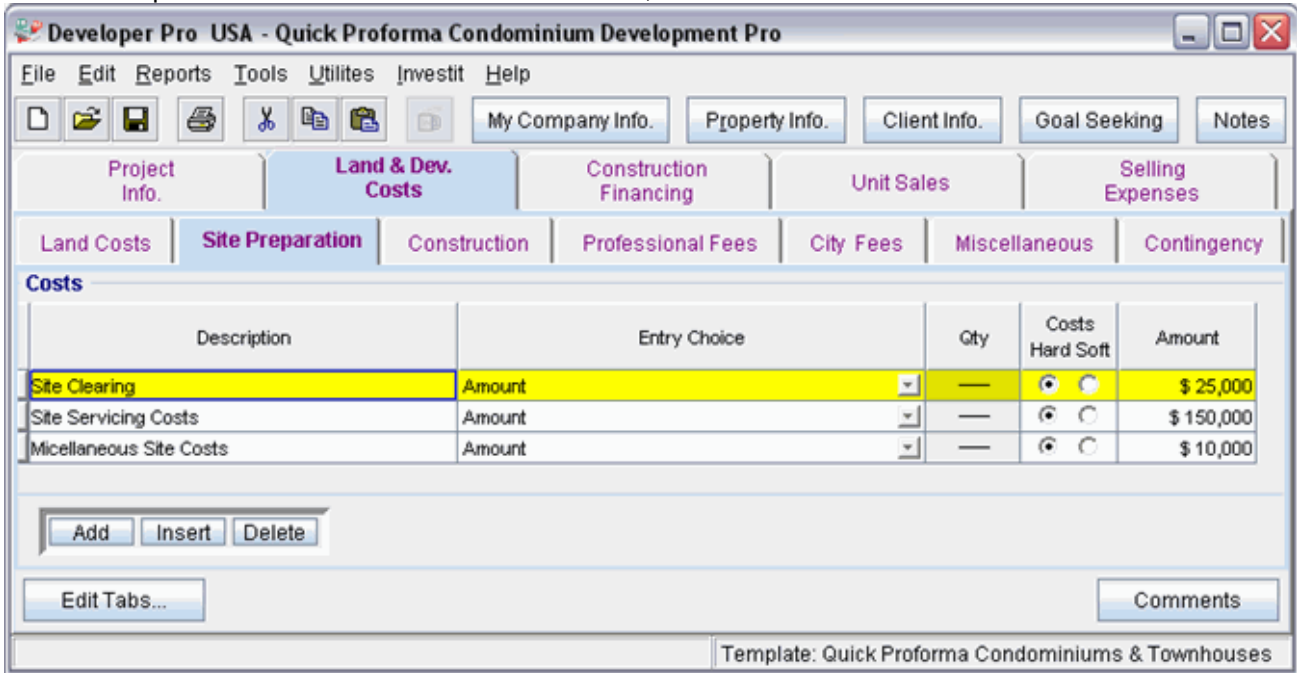 Developer Pro USA - Quick Proforma Condominium Development Pro
File Edit Reports Tools Utilites Investit Help
My Company Info. Property Info. Client Info. Goal Seeking Notes
Project Info. Land & Dev. Costs Construction Financing Unit Sales Selling Expenses
Land Costs Site Preparation Construction Professional Fees City Fees Miscellaneous Contingency
Costs
Description Entry Choice Qty Costs Hard Soft Amount
Site Clearing Amount — $ 25,000
Site Servicing Costs Amount — $ 150,000
Micellaneous Site Costs Amount — $ 10,000
Add Insert Delete
Edit Tabs... Comments
Template: Quick Proforma Condominiums & Townhouses